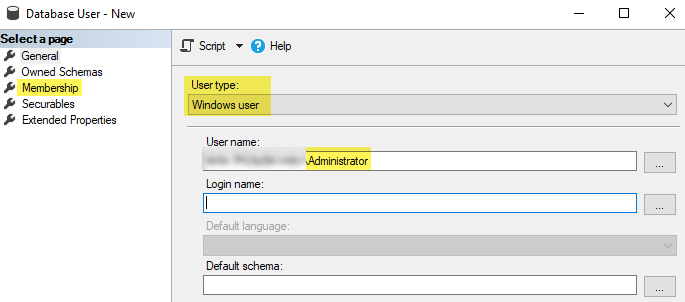 Database User - New
Select a page
General
Owned Schemas
Membership
Securables
Extended Properties
Script
Help
User type:
Windows user
User name:
\Administrator
...
Login name:
...
Default language:
Default schema:
...